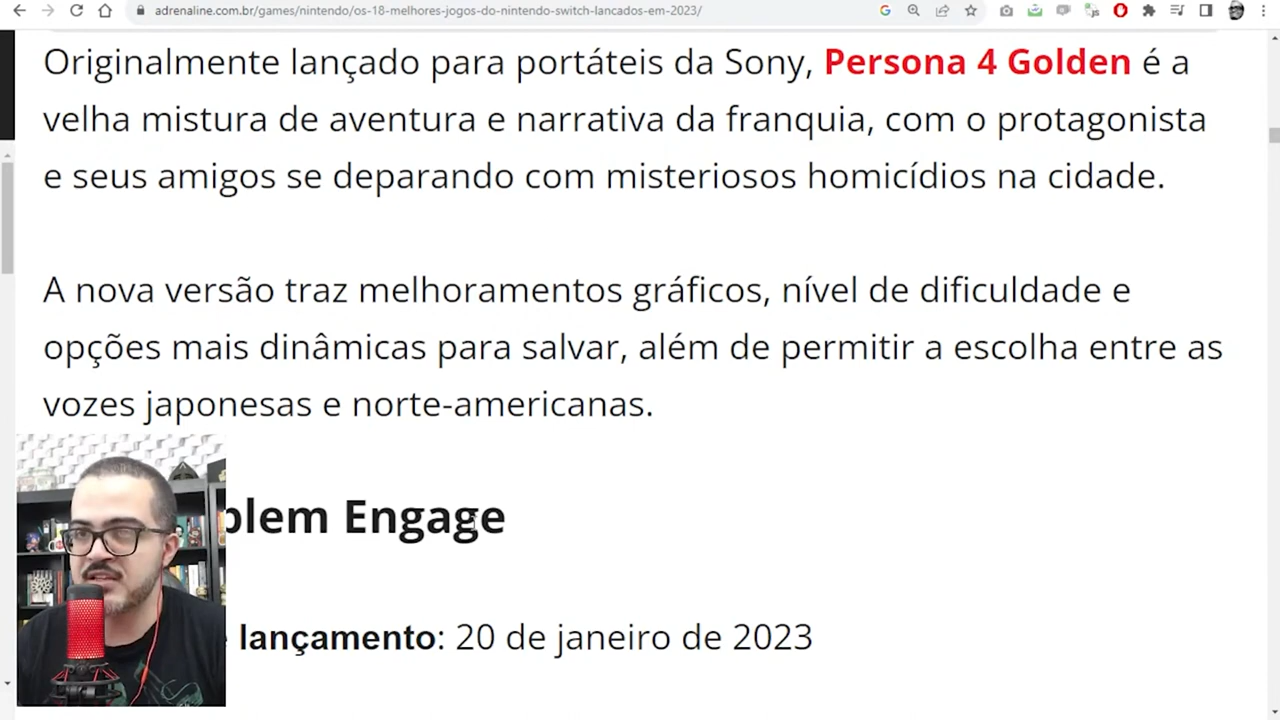 adrenaline.com.br/games/nintendo/os-18-melhores-jogos-do-nintendo-switch-lancados-em-2023/
Originalmente lançado para portáteis da Sony, Persona 4 Golden é a
velha mistura de aventura e narrativa da franquia, com o protagonista
e seus amigos se deparando com misteriosos homicídios na cidade.
A nova versão traz melhoramentos gráficos, nível de dificuldade e
opções mais dinâmicas para salvar, além de permitir a escolha entre as
vozes japonesas e norte-americanas.
blem Engage
lançamento: 20 de janeiro de 2023